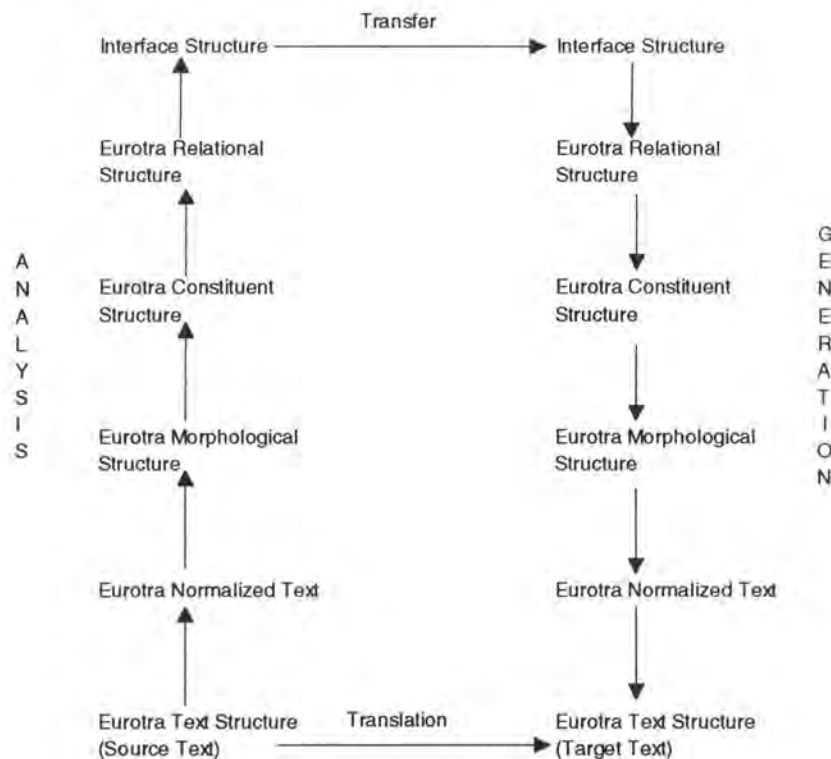 Transfer
Interface Structure
Interface Structure
Eurotra Relational
Structure
Eurotra Relational
Structure
ANALYSIS
GENERATION
Eurotra Constituent
Structure
Eurotra Constituent
Structure
Eurotra Morphological
Structure
Eurotra Morphological
Structure
Eurotra Normalized Text
Eurotra Normalized Text
Eurotra Text Structure
(Source Text)
Translation
Eurotra Text Structure
(Target Text)